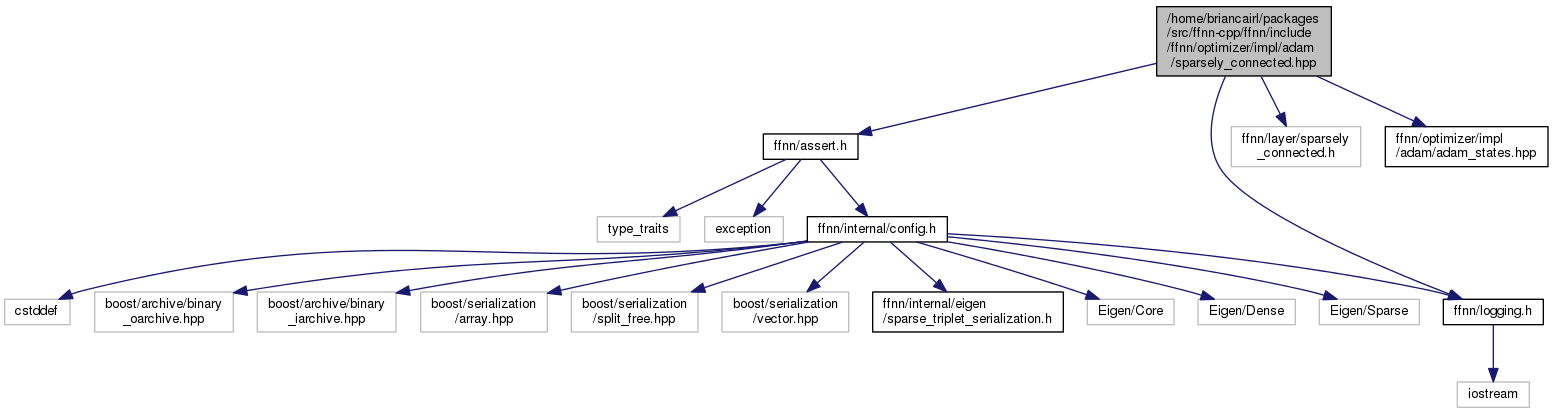 /home/briancairl/packages
/src/ffnn-cpp/ffnn/include
/ffnn/optimizer/impl/adam
/sparsely_connected.hpp
ffnn/assert.h
ffnn/layer/sparsely
_connected.h
ffnn/optimizer/impl
/adam/adam_states.hpp
type_traits
exception
ffnn/internal/config.h
cstddef
boost/archive/binary
_oarchive.hpp
boost/archive/binary
_iarchive.hpp
boost/serialization
/array.hpp
boost/serialization
/split_free.hpp
boost/serialization
/vector.hpp
ffnn/internal/eigen
/sparse_triplet_serialization.h
Eigen/Core
Eigen/Dense
Eigen/Sparse
ffnn/logging.h
iostream